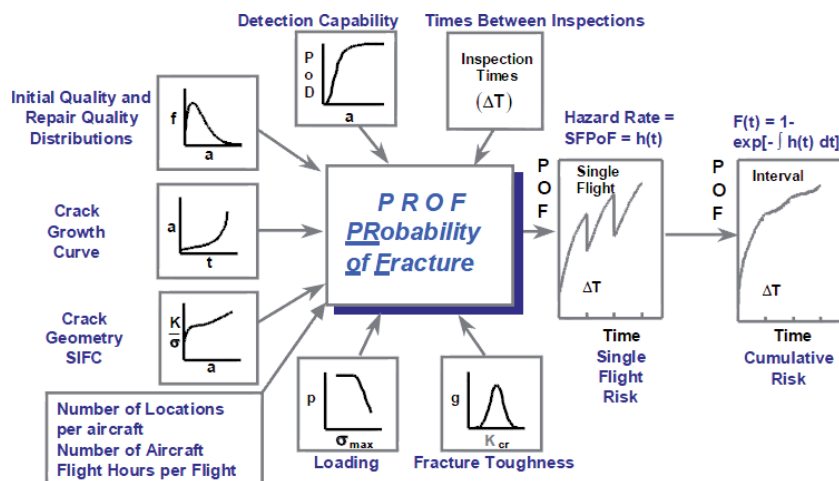 Detection Capability
Times Between Inspections
P
o
D
a
Inspection
Times
(ΔT)
Initial Quality and
Repair Quality
Distributions
f
a
Hazard Rate =
SFPoF = h(t)
F(t) = 1-
exp[- ∫ h(t) dt]
P R O F
PRobability
of Fracture
P
O
F
Single
Flight
ΔT
Time
Single
Flight
Risk
P
O
F
Interval
ΔT
Time
Cumulative
Risk
Crack
Growth
Curve
a
t
Crack
Geometry
SIFC
K
σ
a
Number of Locations
per aircraft
Number of Aircraft
Flight Hours per Flight
p
σmax
Loading
g
Kcr
Fracture Toughness